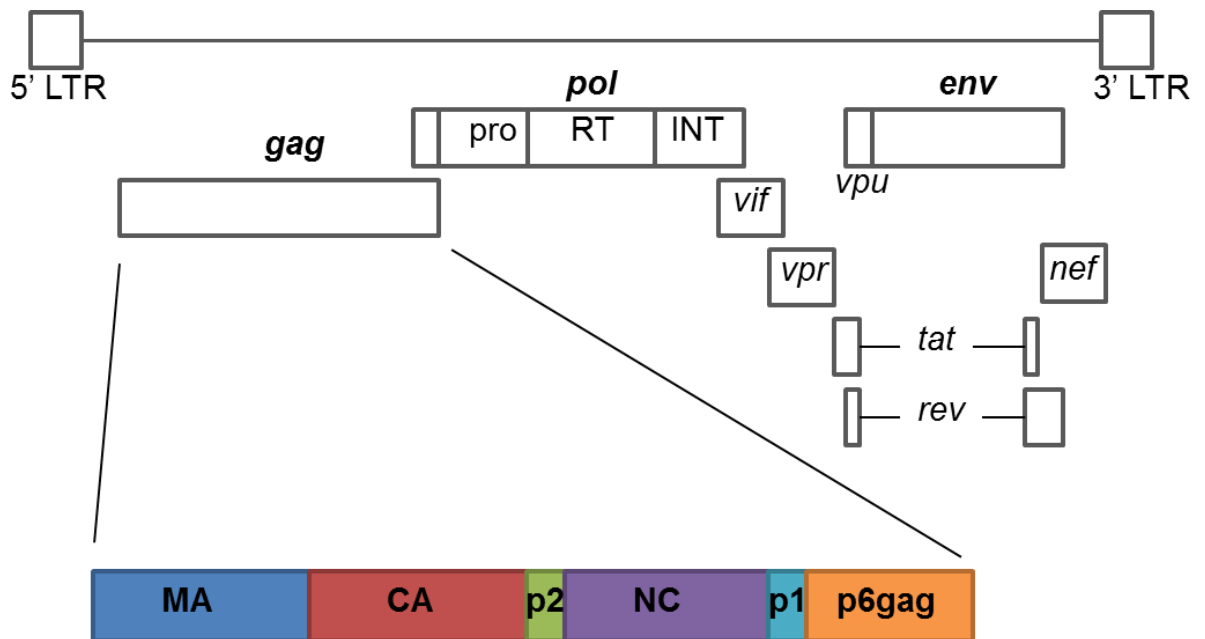 5’ LTR
3’ LTR
pol
env
gag
pro RT INT
vpu
vif
vpr
nef
tat
rev
MA CA p2 NC p1 p6gag